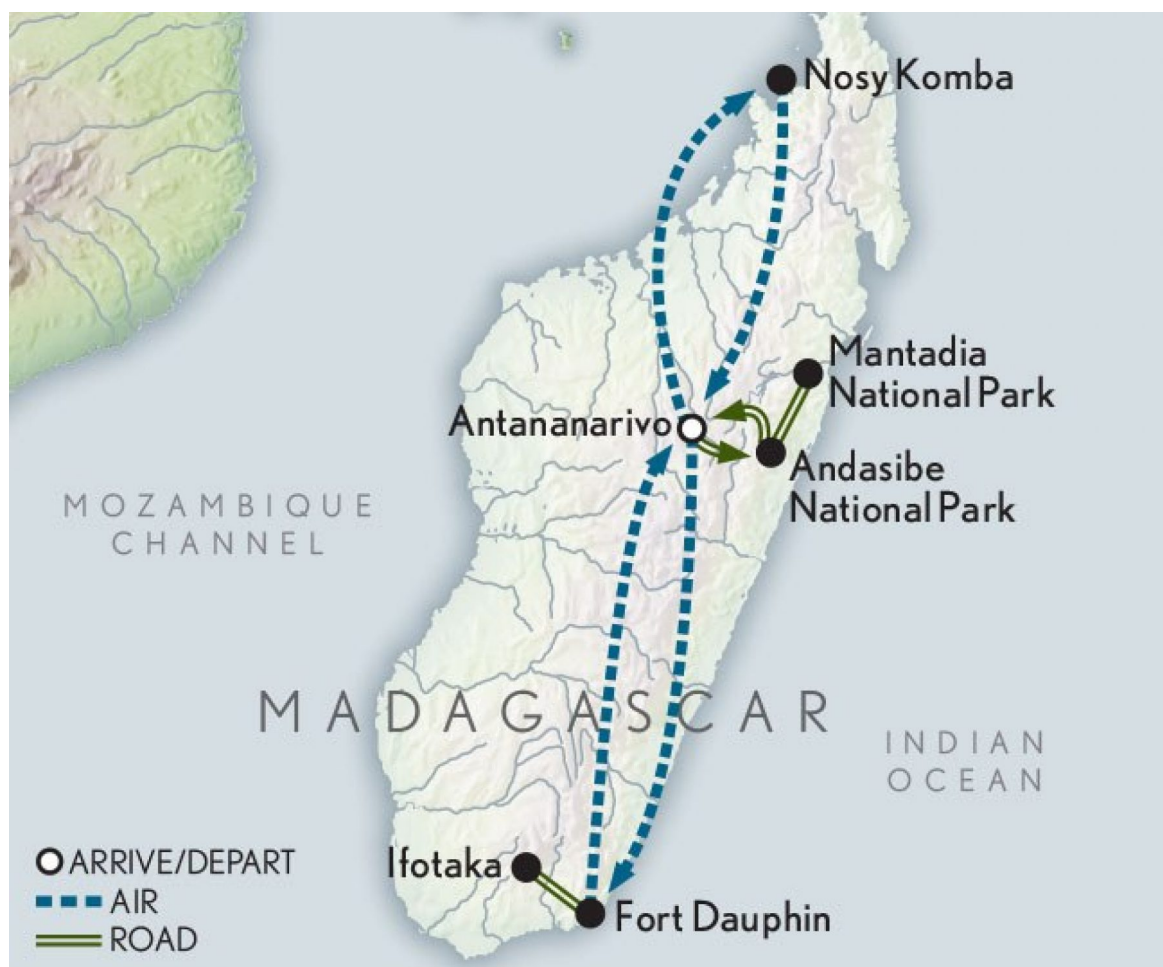 Nosy Komba
Mantadia
National Park
Antananarivo
Andasibe
National Park
MOZAMBIQUE
CHANNEL
MADAGASCAR
INDIAN
OCEAN
Ifotaka
Fort Dauphin
ARRIVE/DEPART
AIR
ROAD